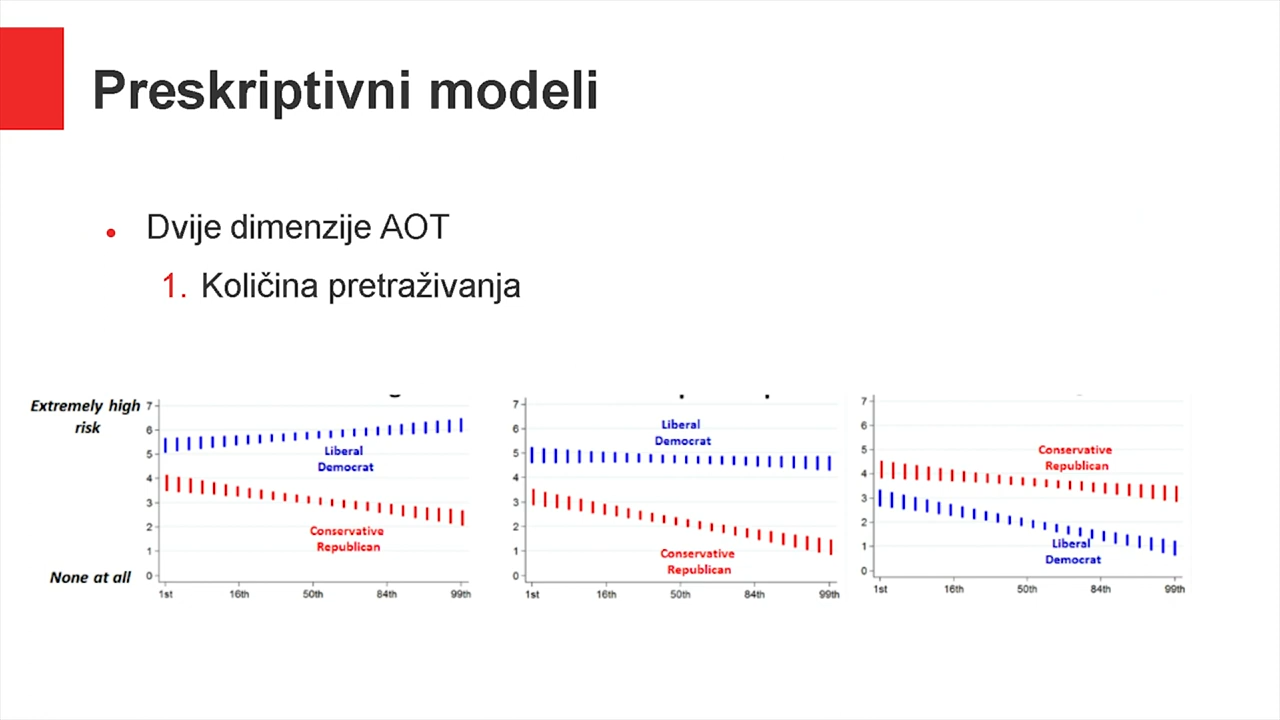 Preskriptivni modeli
• Dvije dimenzije AOT
1. Količina pretraživanja
Extremely high
risk
None at all
7
6
5
4
3
2
1
0
Liberal
Democrat
Conservative
Republican
1st 16th 50th 84th 99th
7
6
5
4
3
2
1
0
Liberal
Democrat
Conservative
Republican
1st 16th 50th 84th 99th
7
6
5
4
3
2
1
0
Conservative
Republican
Liberal
Democrat
1st 16th 50th 84th 99th